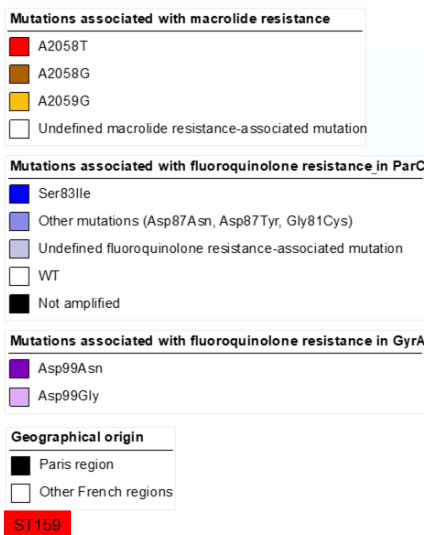 Mutations associated with macrolide resistance
A2058T
A2058G
A2059G
Undefined macrolide resistance-associated mutation
Mutations associated with fluoroquinolone resistance in ParC
Ser83Ile
Other mutations (Asp87Asn, Asp87Tyr, Gly81Cys)
Undefined fluoroquinolone resistance-associated mutation
WT
Not amplified
Mutations associated with fluoroquinolone resistance in GyrA
Asp99Asn
Asp99Gly
Geographical origin
Paris region
Other French regions
ST159